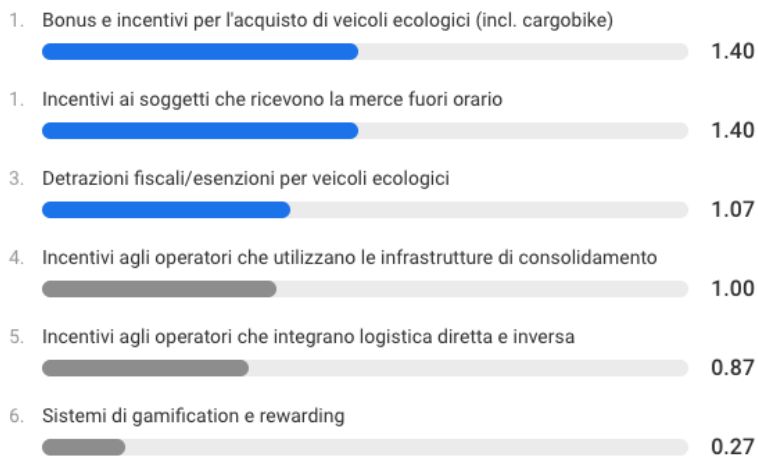 1. Bonus e incentivi per l'acquisto di veicoli ecologici (incl. cargobike)
1.40
1. Incentivi ai soggetti che ricevono la merce fuori orario
1.40
3. Detrazioni fiscali/esenzioni per veicoli ecologici
1.07
4. Incentivi agli operatori che utilizzano le infrastrutture di consolidamento
1.00
5. Incentivi agli operatori che integrano logistica diretta e inversa
0.87
6. Sistemi di gamification e rewarding
0.27